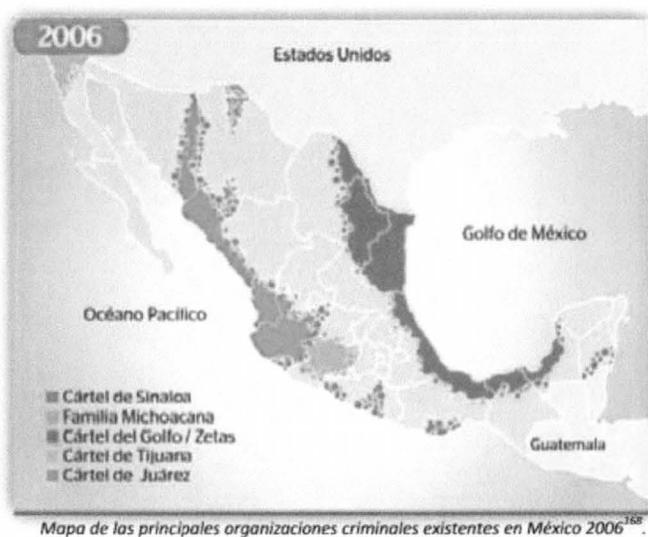 2006
Estados Unidos
Golfo de México
Océano Pacífico
Cártel de Sinaloa
Familia Michoacana
Cártel del Golfo / Zetas
Cártel de Tijuana
Cártel de Juárez
Guatemala
Mapa de las principales organizaciones criminales existentes en México 2006¹⁶⁸.